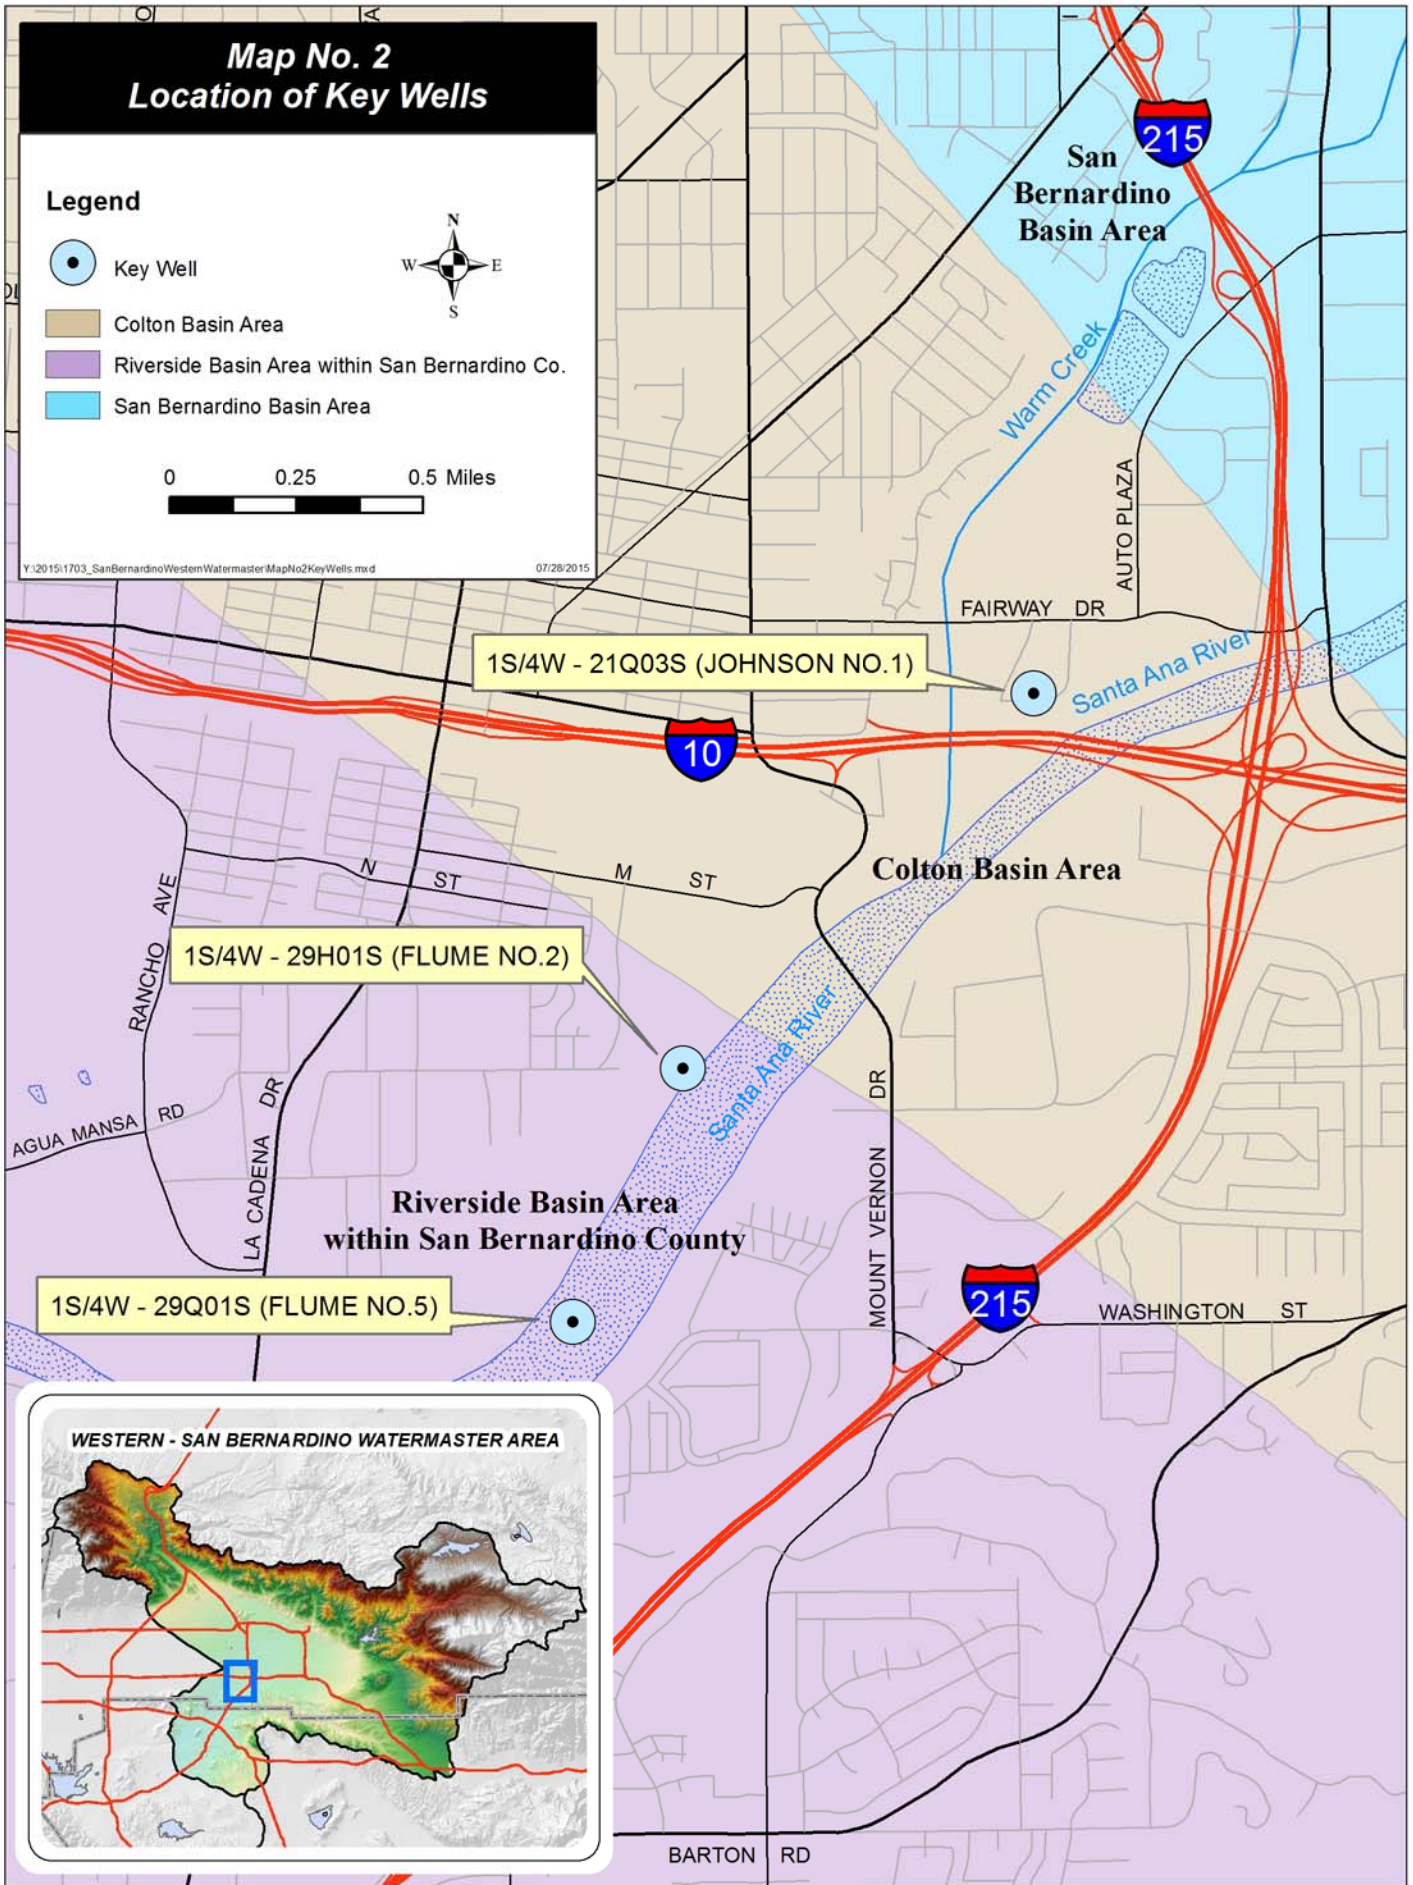 Map No. 2
Location of Key Wells
Legend
N
W E
S
Key Well
Colton Basin Area
Riverside Basin Area within San Bernardino Co.
San Bernardino Basin Area
0 0.25 0.5 Miles
Y:\2015\1703_SanBernardinoWesternWatermaster\MapNo2KeyWells.mxd 07/28/2015
215
San
Bernardino
Basin Area
Warm Creek
AUTO PLAZA
FAIRWAY DR
1S/4W - 21Q03S (JOHNSON NO.1)
Santa Ana River
10
Colton Basin Area
N ST
M ST
RANCHO AVE
1S/4W - 29H01S (FLUME NO.2)
Santa Ana River
AGUA MANSA RD
LA CADENA DR
MOUNT VERNON DR
Riverside Basin Area
within San Bernardino County
1S/4W - 29Q01S (FLUME NO.5)
215
WASHINGTON ST
WESTERN - SAN BERNARDINO WATERMASTER AREA
BARTON RD